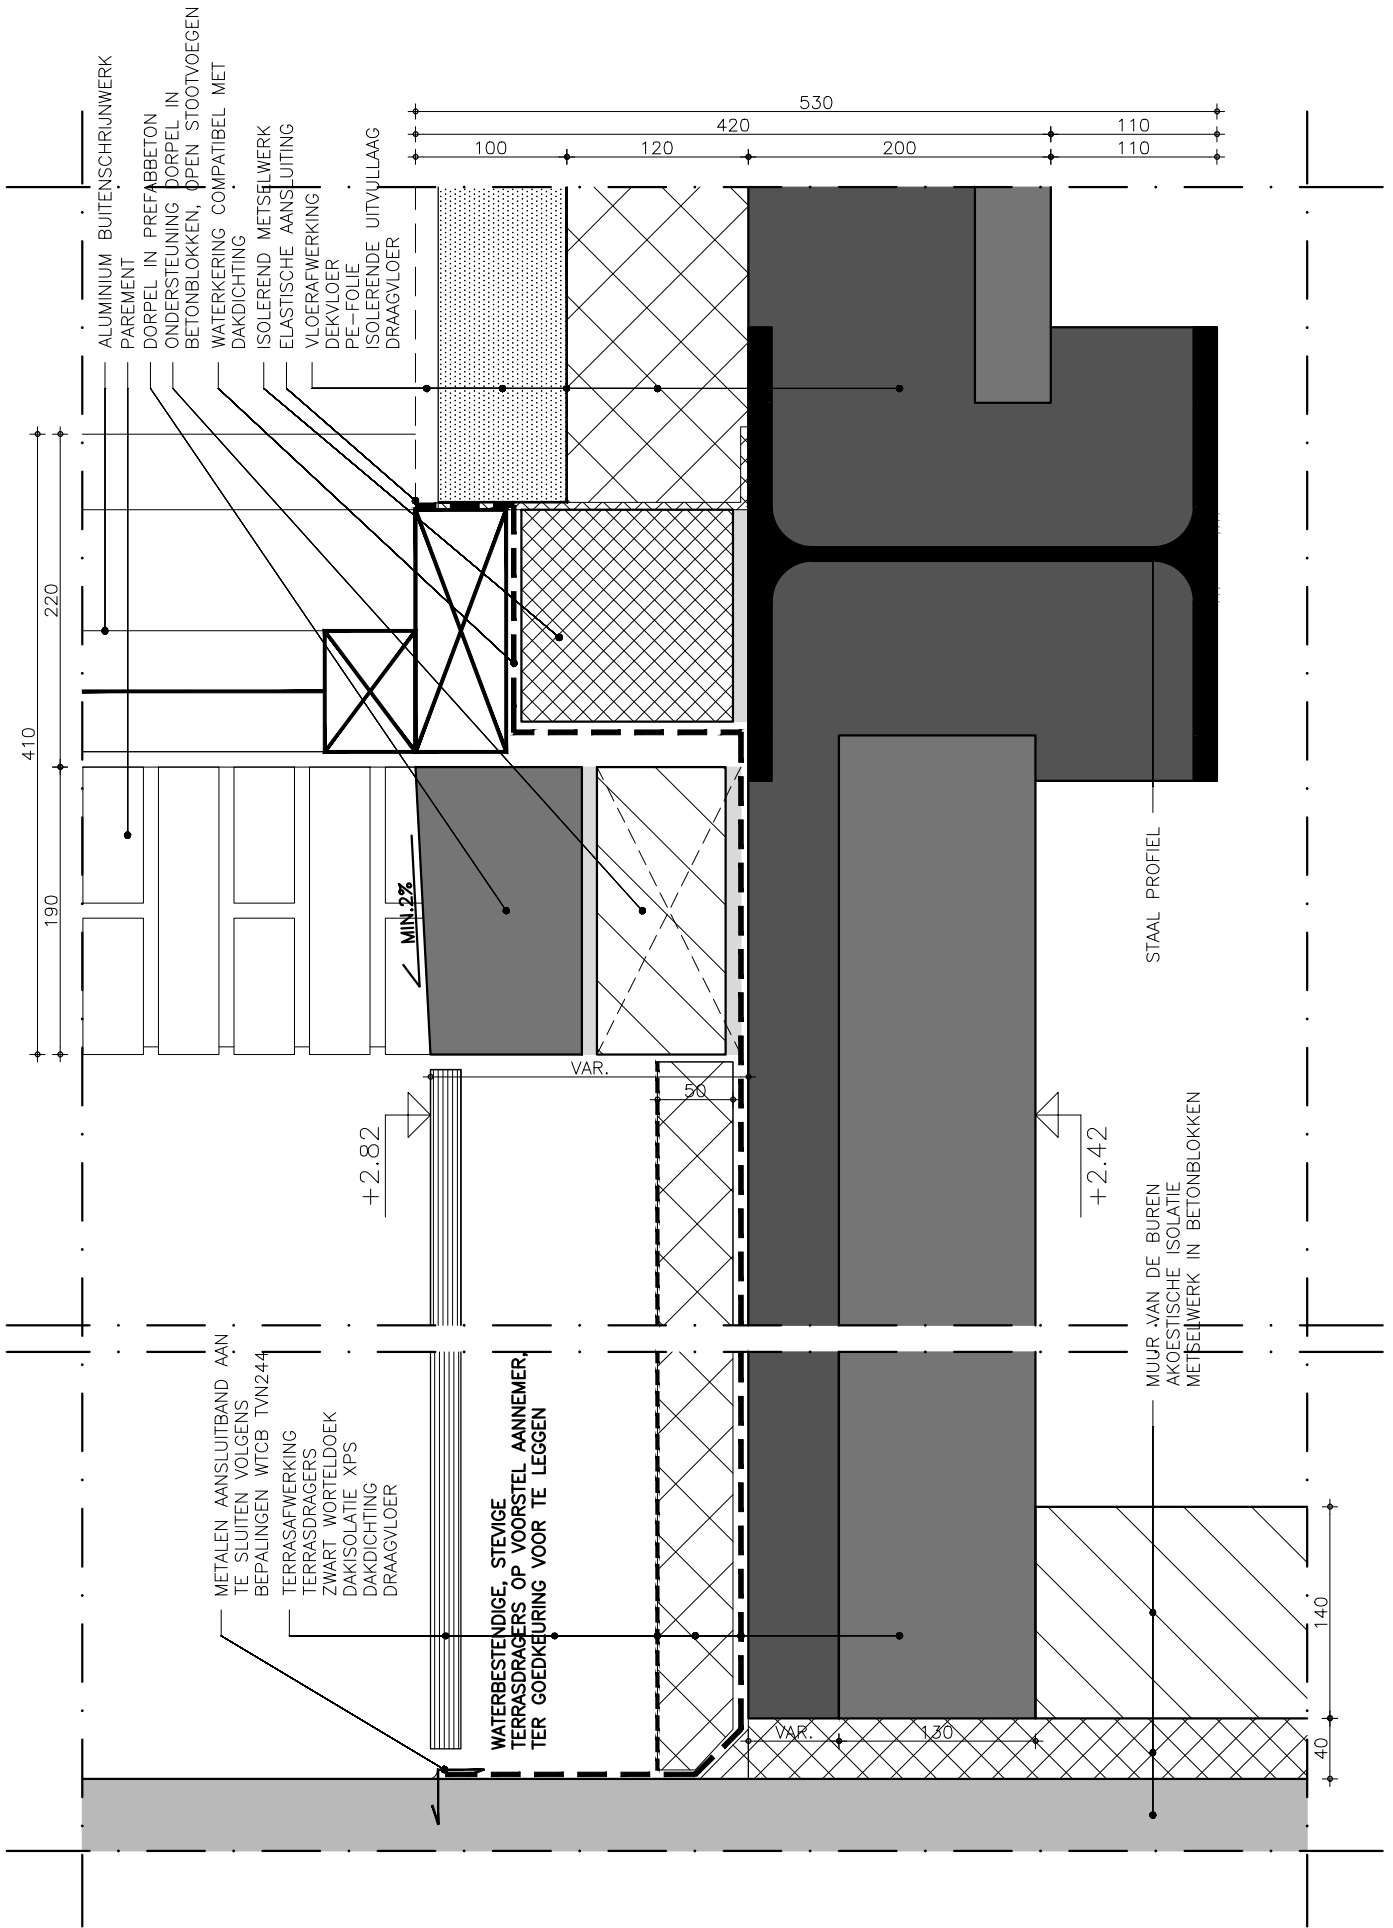 METALEN AANSLUITBAND AAN
TE SLUITEN VOLGENS
BEPALINGEN WTCB TVN244
TERRASAFWERKING
TERRASDRAGERS
ZWART WORTELDOEK
DAKISOLATIE XPS
DAKDICHTING
DRAAGVLOER
WATERBESTENDIGE, STEVIGE
TERRASDRAGERS OP VOORSTEL AANNEMER,
TER GOEDKEURING VOOR TE LEGGEN
410
190
220
ALUMINIUM BUITENSCHRIJNWERK
PAREMENT
DORPEL IN PREFABBETON
ONDERSTEUNING DORPEL IN
BETONBLOKKEN, OPEN STOOTVOEGEN
WATERKERING COMPATIBEL MET
DAKDICHTING
ISOLEREND METSELWERK
ELASTISCHE AANSLUITING
VLOERAFWERKING
DEKVLOER
PE-FOLIE
ISOLERENDE UITVULLAAG
DRAAGVLOER
+2.82
MIN.2%
VAR.
50
100
120
200
110
420
110
530
VAR.
130
+2.42
STAAL PROFIEL
MUUR VAN DE BUREN
AKOESTISCHE ISOLATIE
METSELWERK IN BETONBLOKKEN
40
140